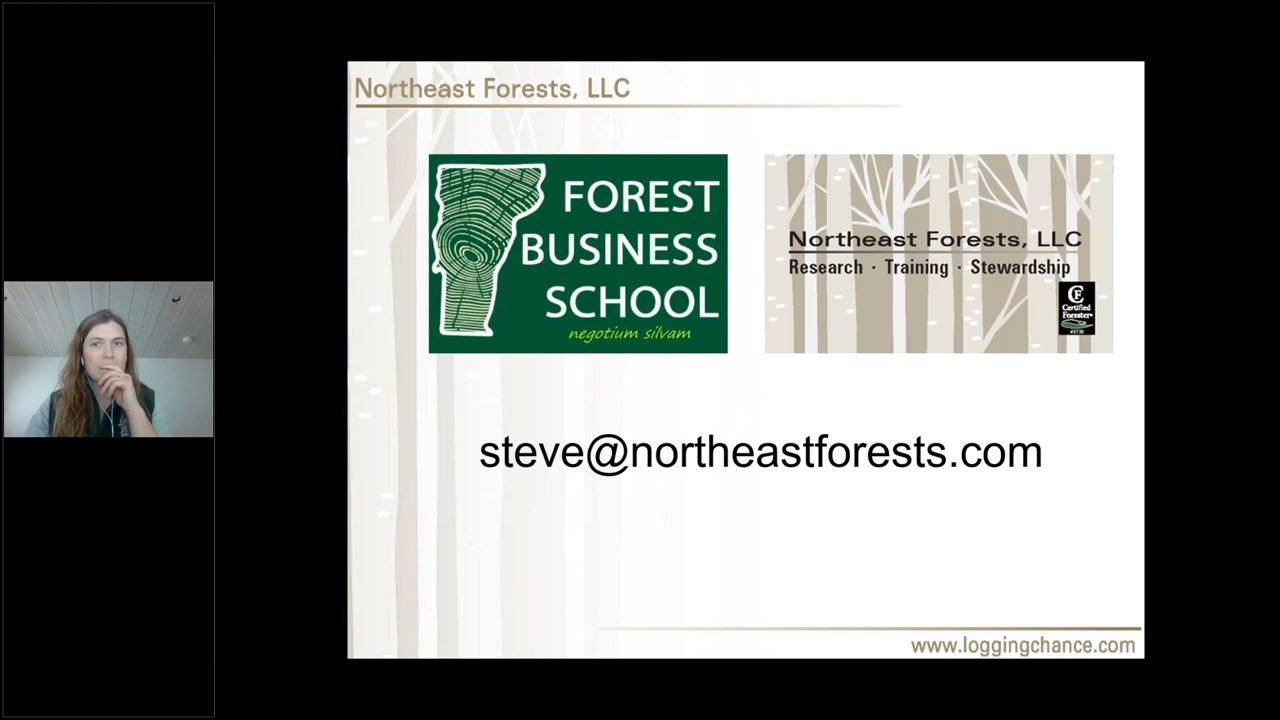 Northeast Forests, LLC
FOREST
BUSINESS
SCHOOL
negotium silvam
Northeast Forests, LLC
Research · Training · Stewardship
CF
Certified
Forester
steve@northeastforests.com
www.loggingchance.com